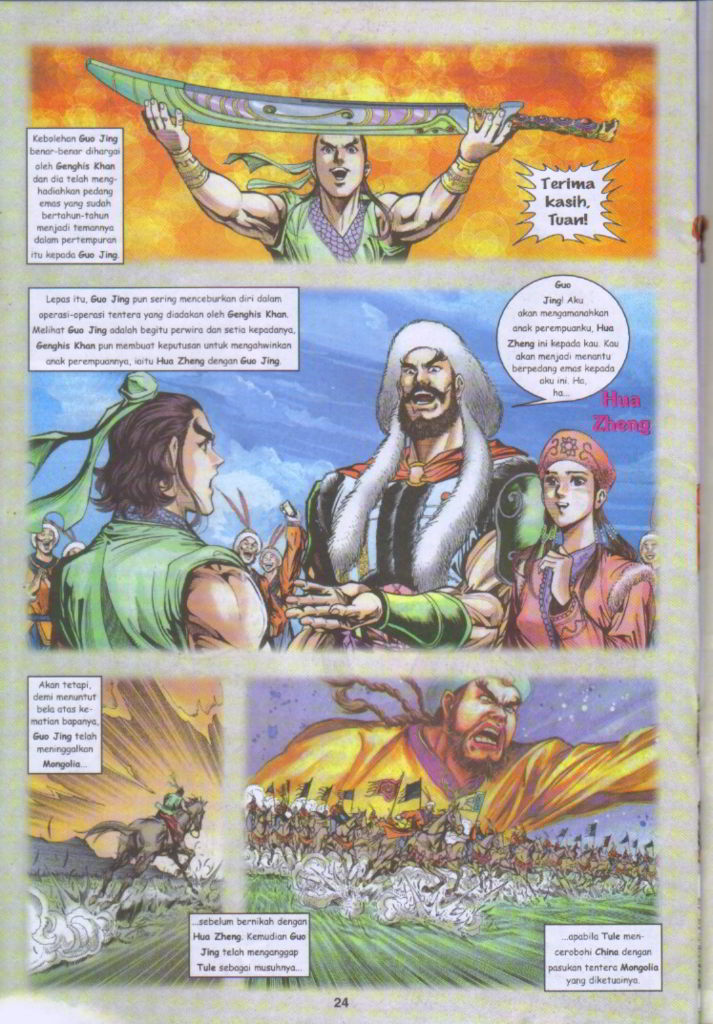 Kebolehan Guo Jing
benar-benar dihargai
oleh Genghis Khan
dan dia telah meng-
hadiahkan pedang
emas yang sudah
bertahun-tahun
menjadi temannya
dalam pertempuran
itu kepada Guo Jing.
Terima
kasih,
Tuan!
Lepas itu, Guo Jing pun sering menceburkan diri dalam
operasi-operasi tentera yang diadakan oleh Genghis Khan.
Melihat Guo Jing adalah begitu perwira dan setia kepadanya,
Genghis Khan pun membuat keputusan untuk mengahwinkan
anak perempuannya, iaitu Hua Zheng dengan Guo Jing.
Guo
Jing! Aku
akan mengamanahkan
anak perempuanku, Hua
Zheng ini kepada kau. Kau
akan menjadi menantu
berpedang emas kepada
aku ini. Ha,
ha...
Hua
Zheng
Akan tetapi,
demi menuntut
bela atas ke-
matian bapanya,
Guo Jing telah
meninggalkan
Mongolia...
...sebelum bernikah dengan
Hua Zheng. Kemudian Guo
Jing telah menganggap
Tule sebagai musuhnya...
...apabila Tule men-
cerobohi China dengan
pasukan tentera Mongolia
yang diketuainya.
24